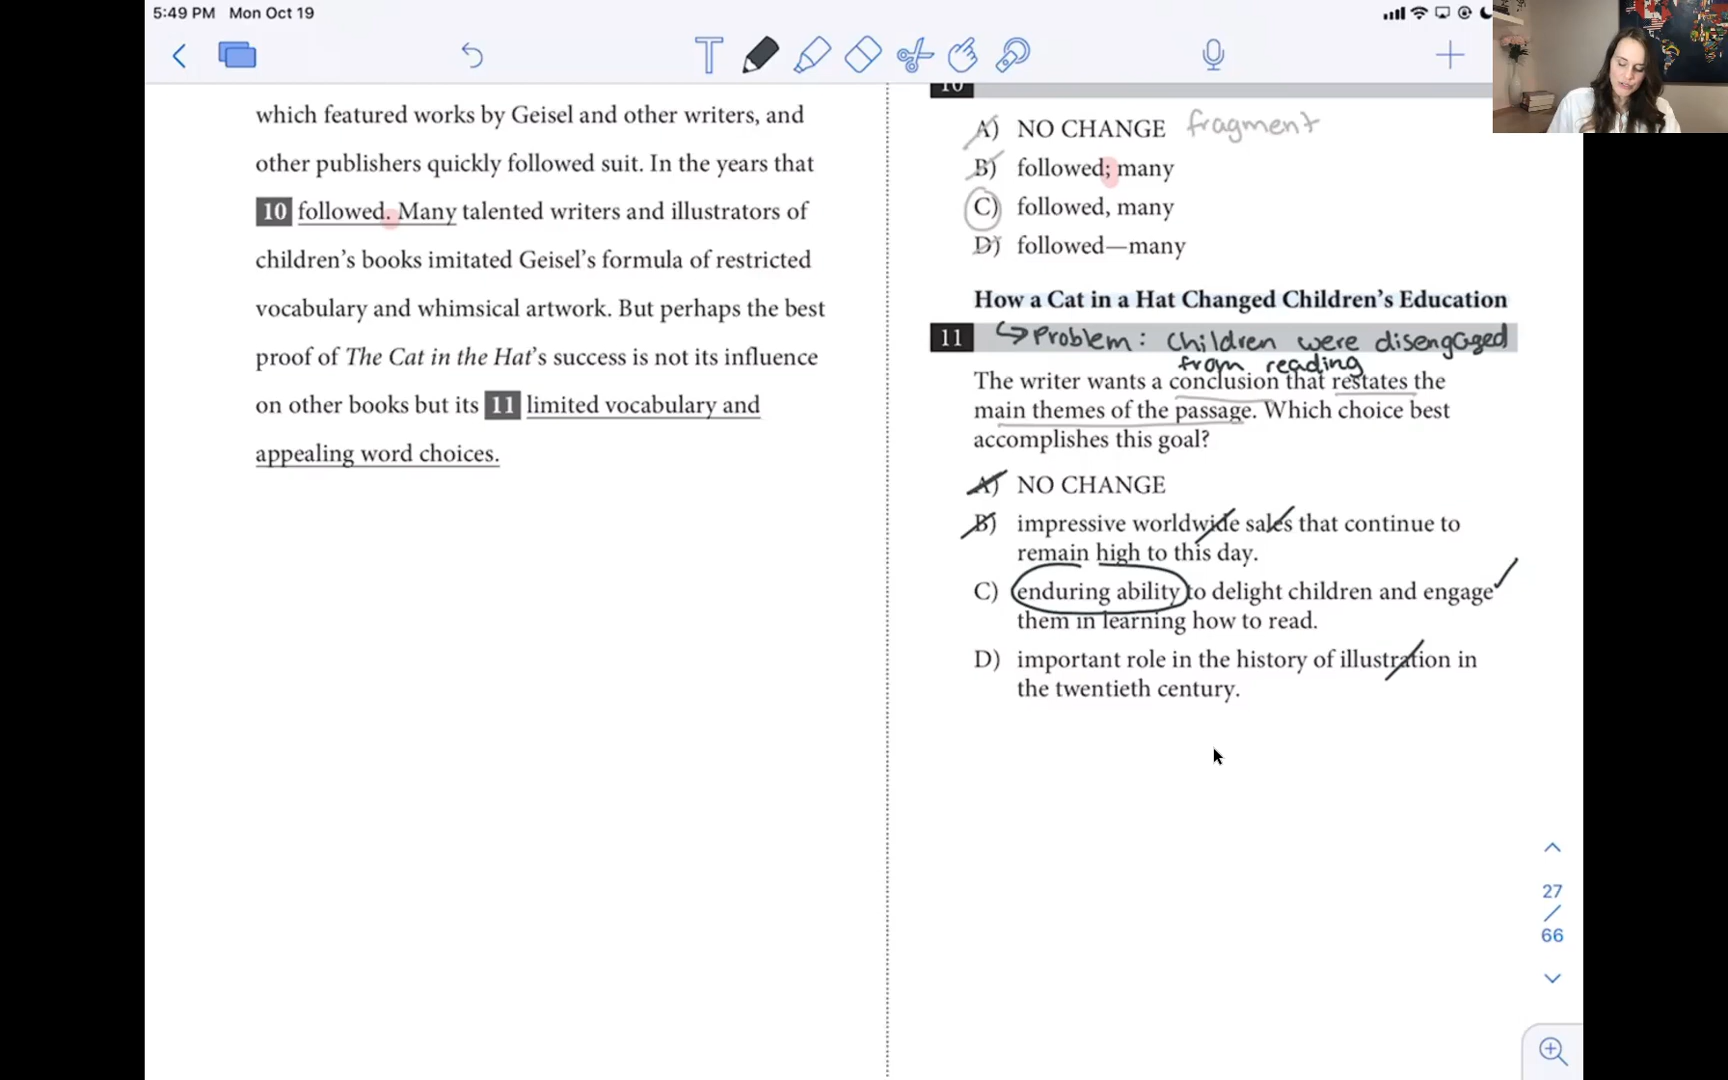 5:49 PM Mon Oct 19
which featured works by Geisel and other writers, and
other publishers quickly followed suit. In the years that
10 followed. Many talented writers and illustrators of
children's books imitated Geisel's formula of restricted
vocabulary and whimsical artwork. But perhaps the best
proof of The Cat in the Hat's success is not its influence
on other books but its 11 limited vocabulary and
appealing word choices.
10
A) NO CHANGE fragment
B) followed; many
C) followed, many
D) followed—many
How a Cat in a Hat Changed Children's Education
11 ↳ Problem: Children were disengaged
from reading
The writer wants a conclusion that restates the
main themes of the passage. Which choice best
accomplishes this goal?
A) NO CHANGE
B) impressive worldwide sales that continue to
remain high to this day.
C) enduring ability to delight children and engage
them in learning how to read.
D) important role in the history of illustration in
the twentieth century.
27
/
66